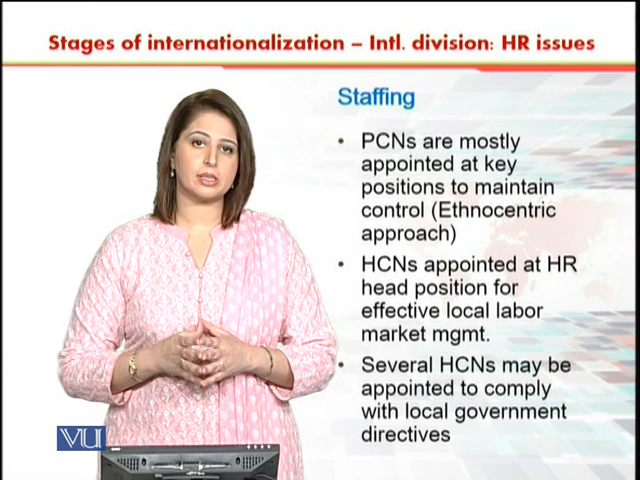 Stages of internationalization – Intl. division: HR issues
Staffing
• PCNs are mostly
appointed at key
positions to maintain
control (Ethnocentric
approach)
• HCNs appointed at HR
head position for
effective local labor
market mgmt.
• Several HCNs may be
appointed to comply
with local government
directives
VU